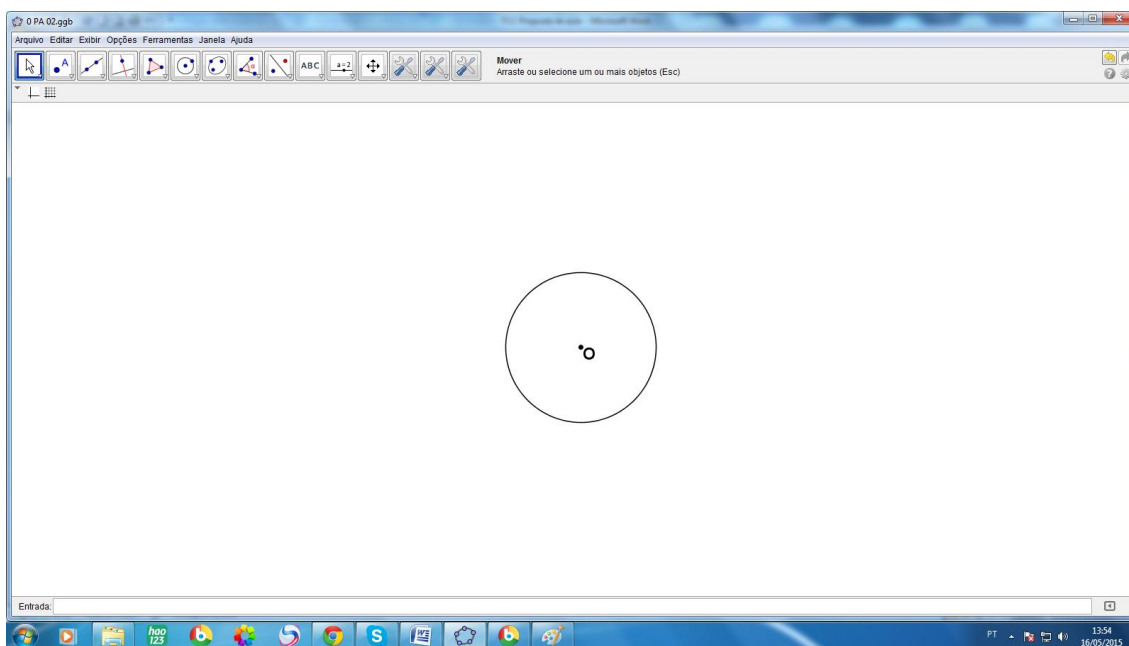 0 PA 02.ggb
Arquivo Editar Exibir Opções Ferramentas Janela Ajuda
A
α
ABC
a=2
Mover
Arraste ou selecione um ou mais objetos (Esc)
O
Entrada:
hao
123
S
W
PT
13:54
16/05/2015